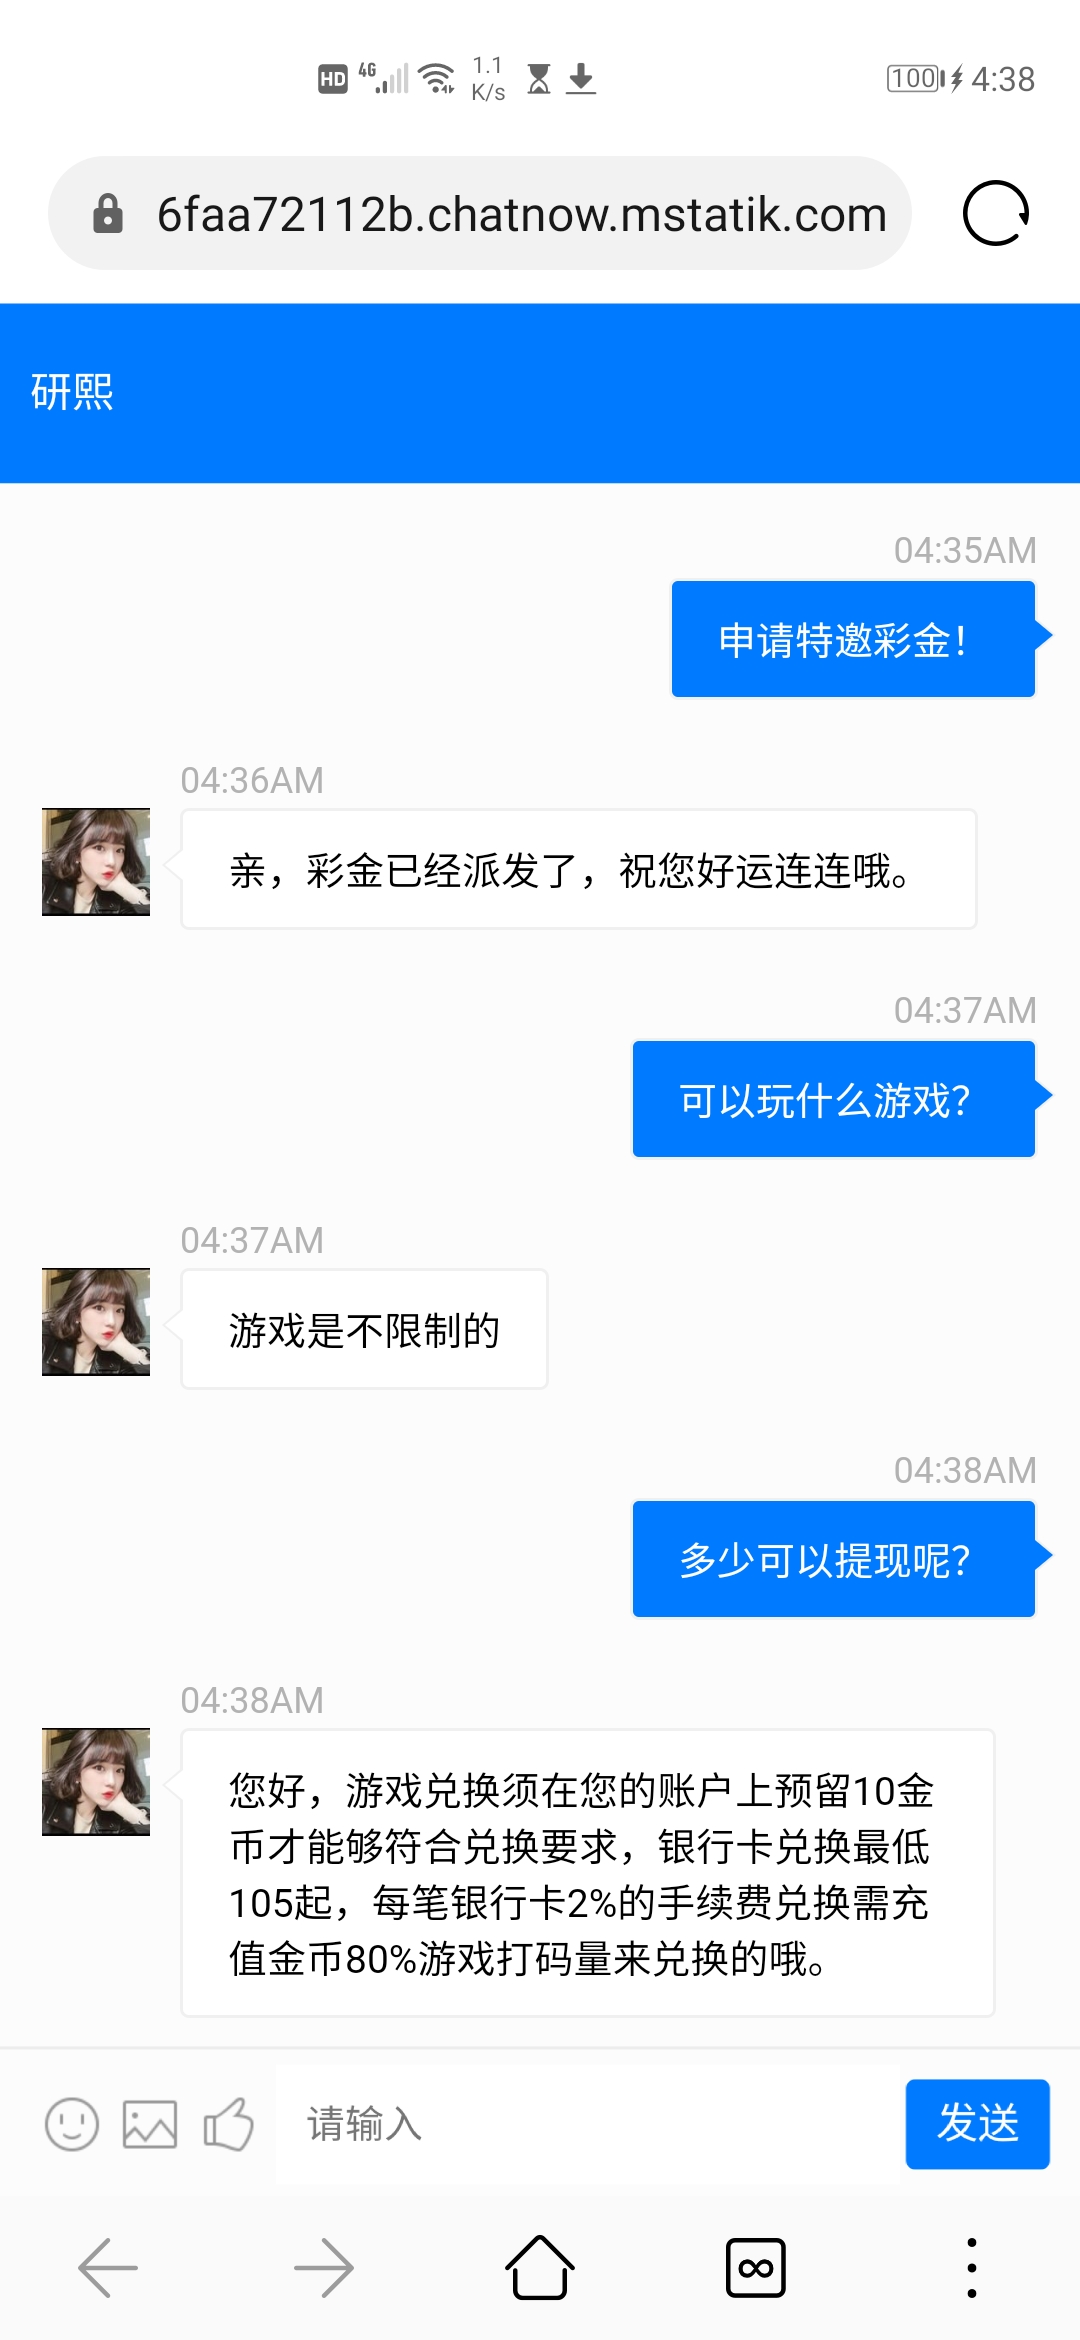 HD 4G 1.1 K/s 100 4:38
6faa72112b.chatnow.mstatik.com
研熙
04:35AM
申请特邀彩金！
04:36AM
亲，彩金已经派发了，祝您好运连连哦。
04:37AM
可以玩什么游戏？
04:37AM
游戏是不限制的
04:38AM
多少可以提现呢？
04:38AM
您好，游戏兑换须在您的账户上预留10金
币才能够符合兑换要求，银行卡兑换最低
105起，每笔银行卡2%的手续费兑换需充
值金币80%游戏打码量来兑换的哦。
请输入
发送